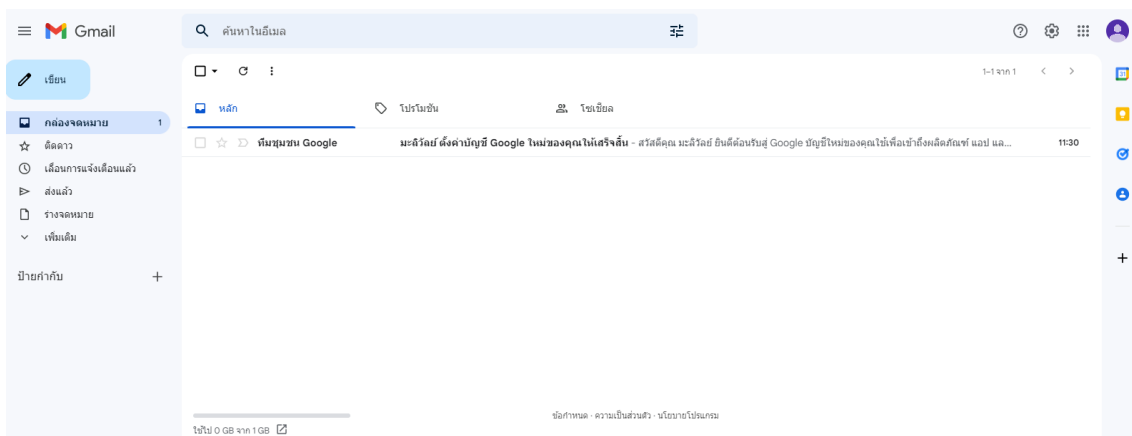 Gmail
ค้นหาในอีเมล
เขียน
1-1 จาก 1
หลัก
โปรโมชัน
โซเชียล
กล่องจดหมาย 1
ทีมชุมชน Google มะลิวัลย์ ตั้งค่าบัญชี Google ใหม่ของคุณให้เสร็จสิ้น - สวัสดีคุณ มะลิวัลย์ ยินดีต้อนรับสู่ Google บัญชีใหม่ของคุณใช้เพื่อเข้าถึงผลิตภัณฑ์ แอป แล... 11:30
ติดดาว
เลื่อนการแจ้งเตือนแล้ว
ส่งแล้ว
ร่างจดหมาย
เพิ่มเติม
ป้ายกำกับ
ใช้ไป 0 GB จาก 1 GB
ข้อกำหนด · ความเป็นส่วนตัว · นโยบายโปรแกรม
31